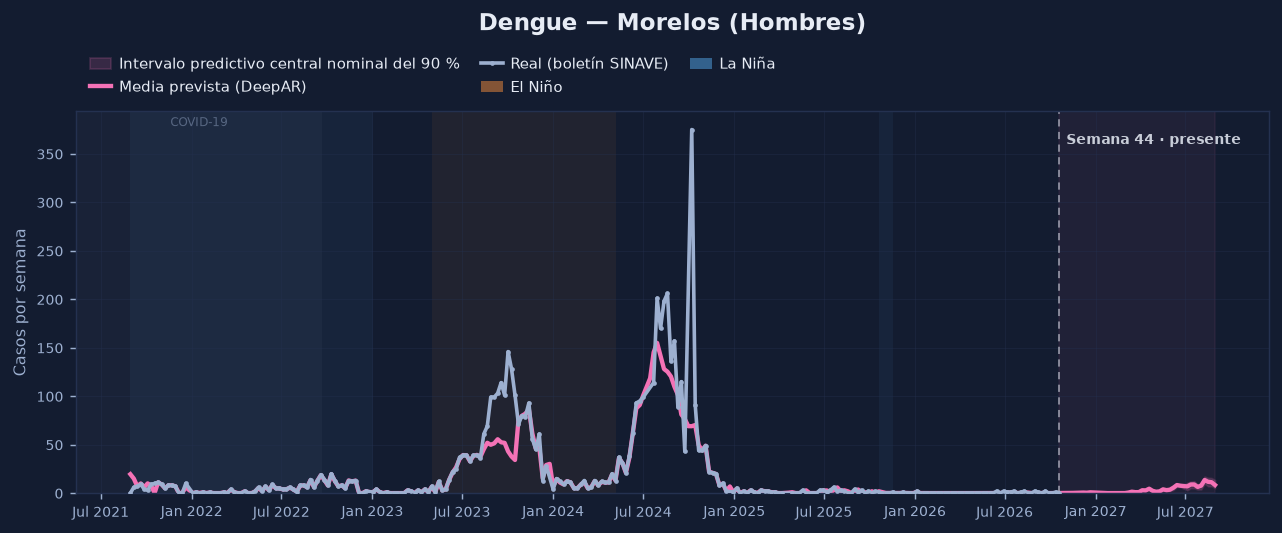 Dengue — Morelos (Hombres)
Intervalo predictivo central nominal del 90 %
Real (boletín SINAVE)
La Niña
Media prevista (DeepAR)
El Niño
COVID-19
Semana 44 · presente
Casos por semana
350
300
250
200
150
100
50
0
Jul 2021
Jan 2022
Jul 2022
Jan 2023
Jul 2023
Jan 2024
Jul 2024
Jan 2025
Jul 2025
Jan 2026
Jul 2026
Jan 2027
Jul 2027